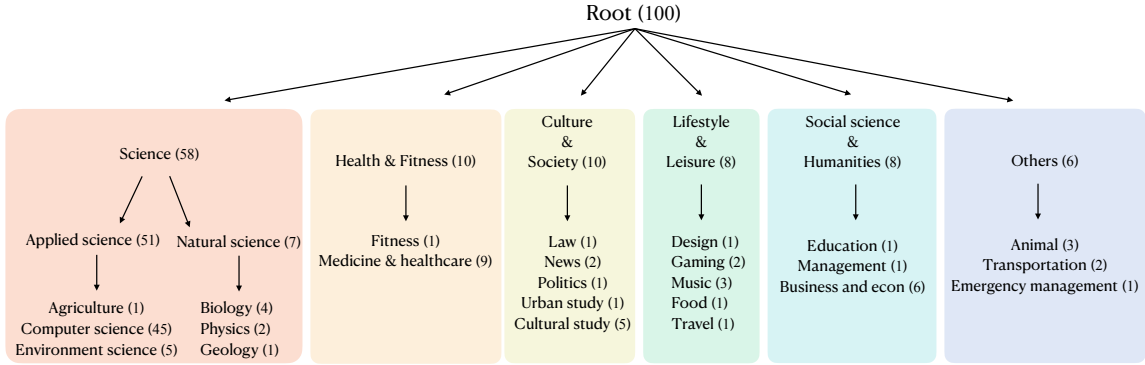 Root (100)
Science (58)
Applied science (51)
Natural science (7)
Agriculture (1)
Computer science (45)
Environment science (5)
Biology (4)
Physics (2)
Geology (1)
Health & Fitness (10)
Fitness (1)
Medicine & healthcare (9)
Culture
&
Society (10)
Law (1)
News (2)
Politics (1)
Urban study (1)
Cultural study (5)
Lifestyle
&
Leisure (8)
Design (1)
Gaming (2)
Music (3)
Food (1)
Travel (1)
Social science
&
Humanities (8)
Education (1)
Management (1)
Business and econ (6)
Others (6)
Animal (3)
Transportation (2)
Emergency management (1)